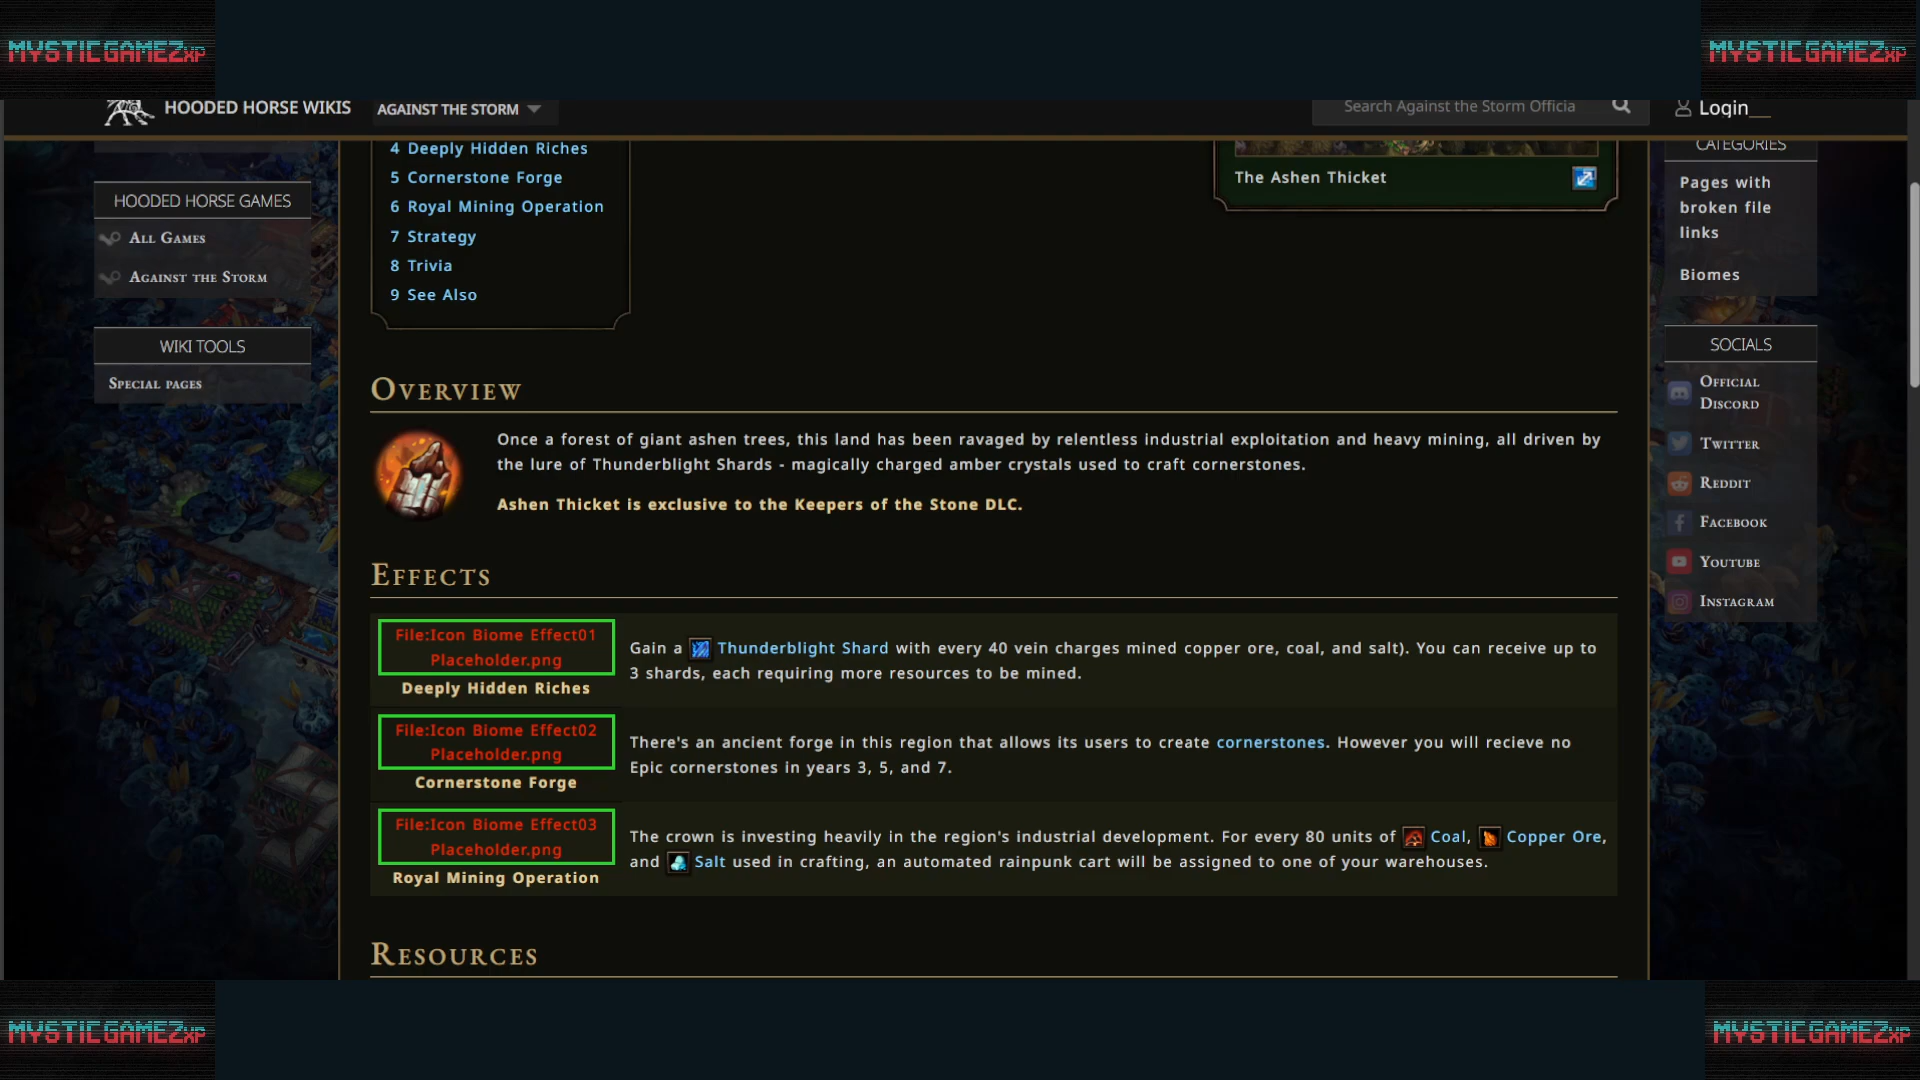 MYSTICGAMEZXP
MYSTICGAMEZXP
HOODED HORSE WIKIS
AGAINST THE STORM
Search Against the Storm Officia
Login
4 Deeply Hidden Riches
5 Cornerstone Forge
6 Royal Mining Operation
7 Strategy
8 Trivia
9 See Also
The Ashen Thicket
HOODED HORSE GAMES
ALL GAMES
AGAINST THE STORM
WIKI TOOLS
SPECIAL PAGES
CATEGORIES
Pages with
broken file
links
Biomes
SOCIALS
OFFICIAL
DISCORD
TWITTER
REDDIT
FACEBOOK
YOUTUBE
INSTAGRAM
OVERVIEW
Once a forest of giant ashen trees, this land has been ravaged by relentless industrial exploitation and heavy mining, all driven by
the lure of Thunderblight Shards - magically charged amber crystals used to craft cornerstones.
Ashen Thicket is exclusive to the Keepers of the Stone DLC.
EFFECTS
File:Icon Biome Effect01
Placeholder.png
Deeply Hidden Riches
Gain a Thunderblight Shard with every 40 vein charges mined copper ore, coal, and salt). You can receive up to
3 shards, each requiring more resources to be mined.
File:Icon Biome Effect02
Placeholder.png
Cornerstone Forge
There's an ancient forge in this region that allows its users to create cornerstones. However you will recieve no
Epic cornerstones in years 3, 5, and 7.
File:Icon Biome Effect03
Placeholder.png
Royal Mining Operation
The crown is investing heavily in the region's industrial development. For every 80 units of Coal, Copper Ore,
and Salt used in crafting, an automated rainpunk cart will be assigned to one of your warehouses.
RESOURCES
MYSTICGAMEZXP
MYSTICGAMEZXP